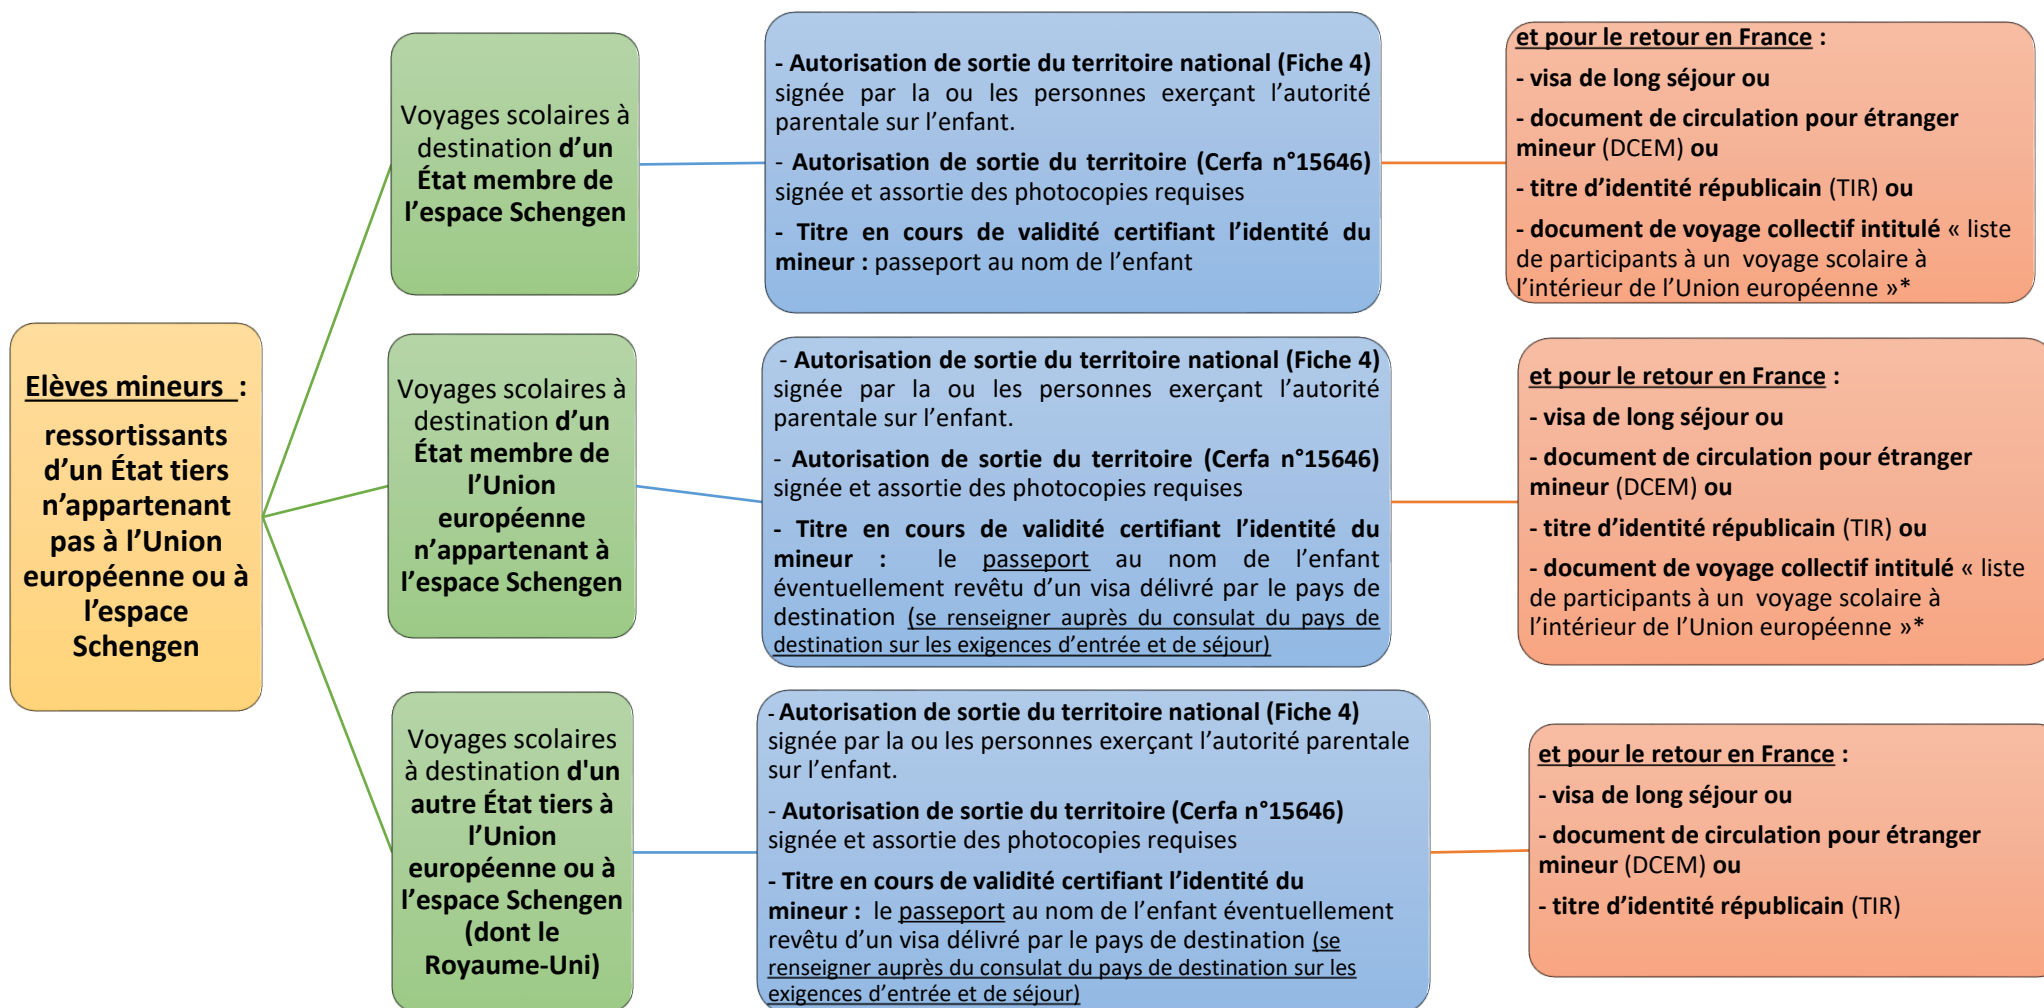 Elèves mineurs :
ressortissants
d’un État tiers
n’appartenant
pas à l’Union
européenne ou à
l’espace
Schengen
Voyages scolaires à
destination d’un
État membre de
l’espace Schengen
- Autorisation de sortie du territoire national (Fiche 4)
signée par la ou les personnes exerçant l’autorité
parentale sur l’enfant.
- Autorisation de sortie du territoire (Cerfa n°15646)
signée et assortie des photocopies requises
- Titre en cours de validité certifiant l’identité du
mineur : passeport au nom de l’enfant
et pour le retour en France :
- visa de long séjour ou
- document de circulation pour étranger
mineur (DCEM) ou
- titre d’identité républicain (TIR) ou
- document de voyage collectif intitulé « liste
de participants à un voyage scolaire à
l’intérieur de l’Union européenne »*
Voyages scolaires à
destination d’un
État membre de
l’Union
européenne
n’appartenant à
l’espace Schengen
- Autorisation de sortie du territoire national (Fiche 4)
signée par la ou les personnes exerçant l’autorité
parentale sur l’enfant.
- Autorisation de sortie du territoire (Cerfa n°15646)
signée et assortie des photocopies requises
- Titre en cours de validité certifiant l’identité du
mineur : le passeport au nom de l’enfant
éventuellement revêtu d’un visa délivré par le pays de
destination (se renseigner auprès du consulat du pays de
destination sur les exigences d’entrée et de séjour)
et pour le retour en France :
- visa de long séjour ou
- document de circulation pour étranger
mineur (DCEM) ou
- titre d’identité républicain (TIR) ou
- document de voyage collectif intitulé « liste
de participants à un voyage scolaire à
l’intérieur de l’Union européenne »*
Voyages scolaires
à destination d'un
autre État tiers à
l’Union
européenne ou à
l’espace Schengen
(dont le
Royaume-Uni)
- Autorisation de sortie du territoire national (Fiche 4)
signée par la ou les personnes exerçant l’autorité parentale
sur l’enfant.
- Autorisation de sortie du territoire (Cerfa n°15646)
signée et assortie des photocopies requises
- Titre en cours de validité certifiant l’identité du
mineur : le passeport au nom de l’enfant éventuellement
revêtu d’un visa délivré par le pays de destination (se
renseigner auprès du consulat du pays de destination sur les
exigences d’entrée et de séjour)
et pour le retour en France :
- visa de long séjour ou
- document de circulation pour étranger
mineur (DCEM) ou
- titre d’identité républicain (TIR)